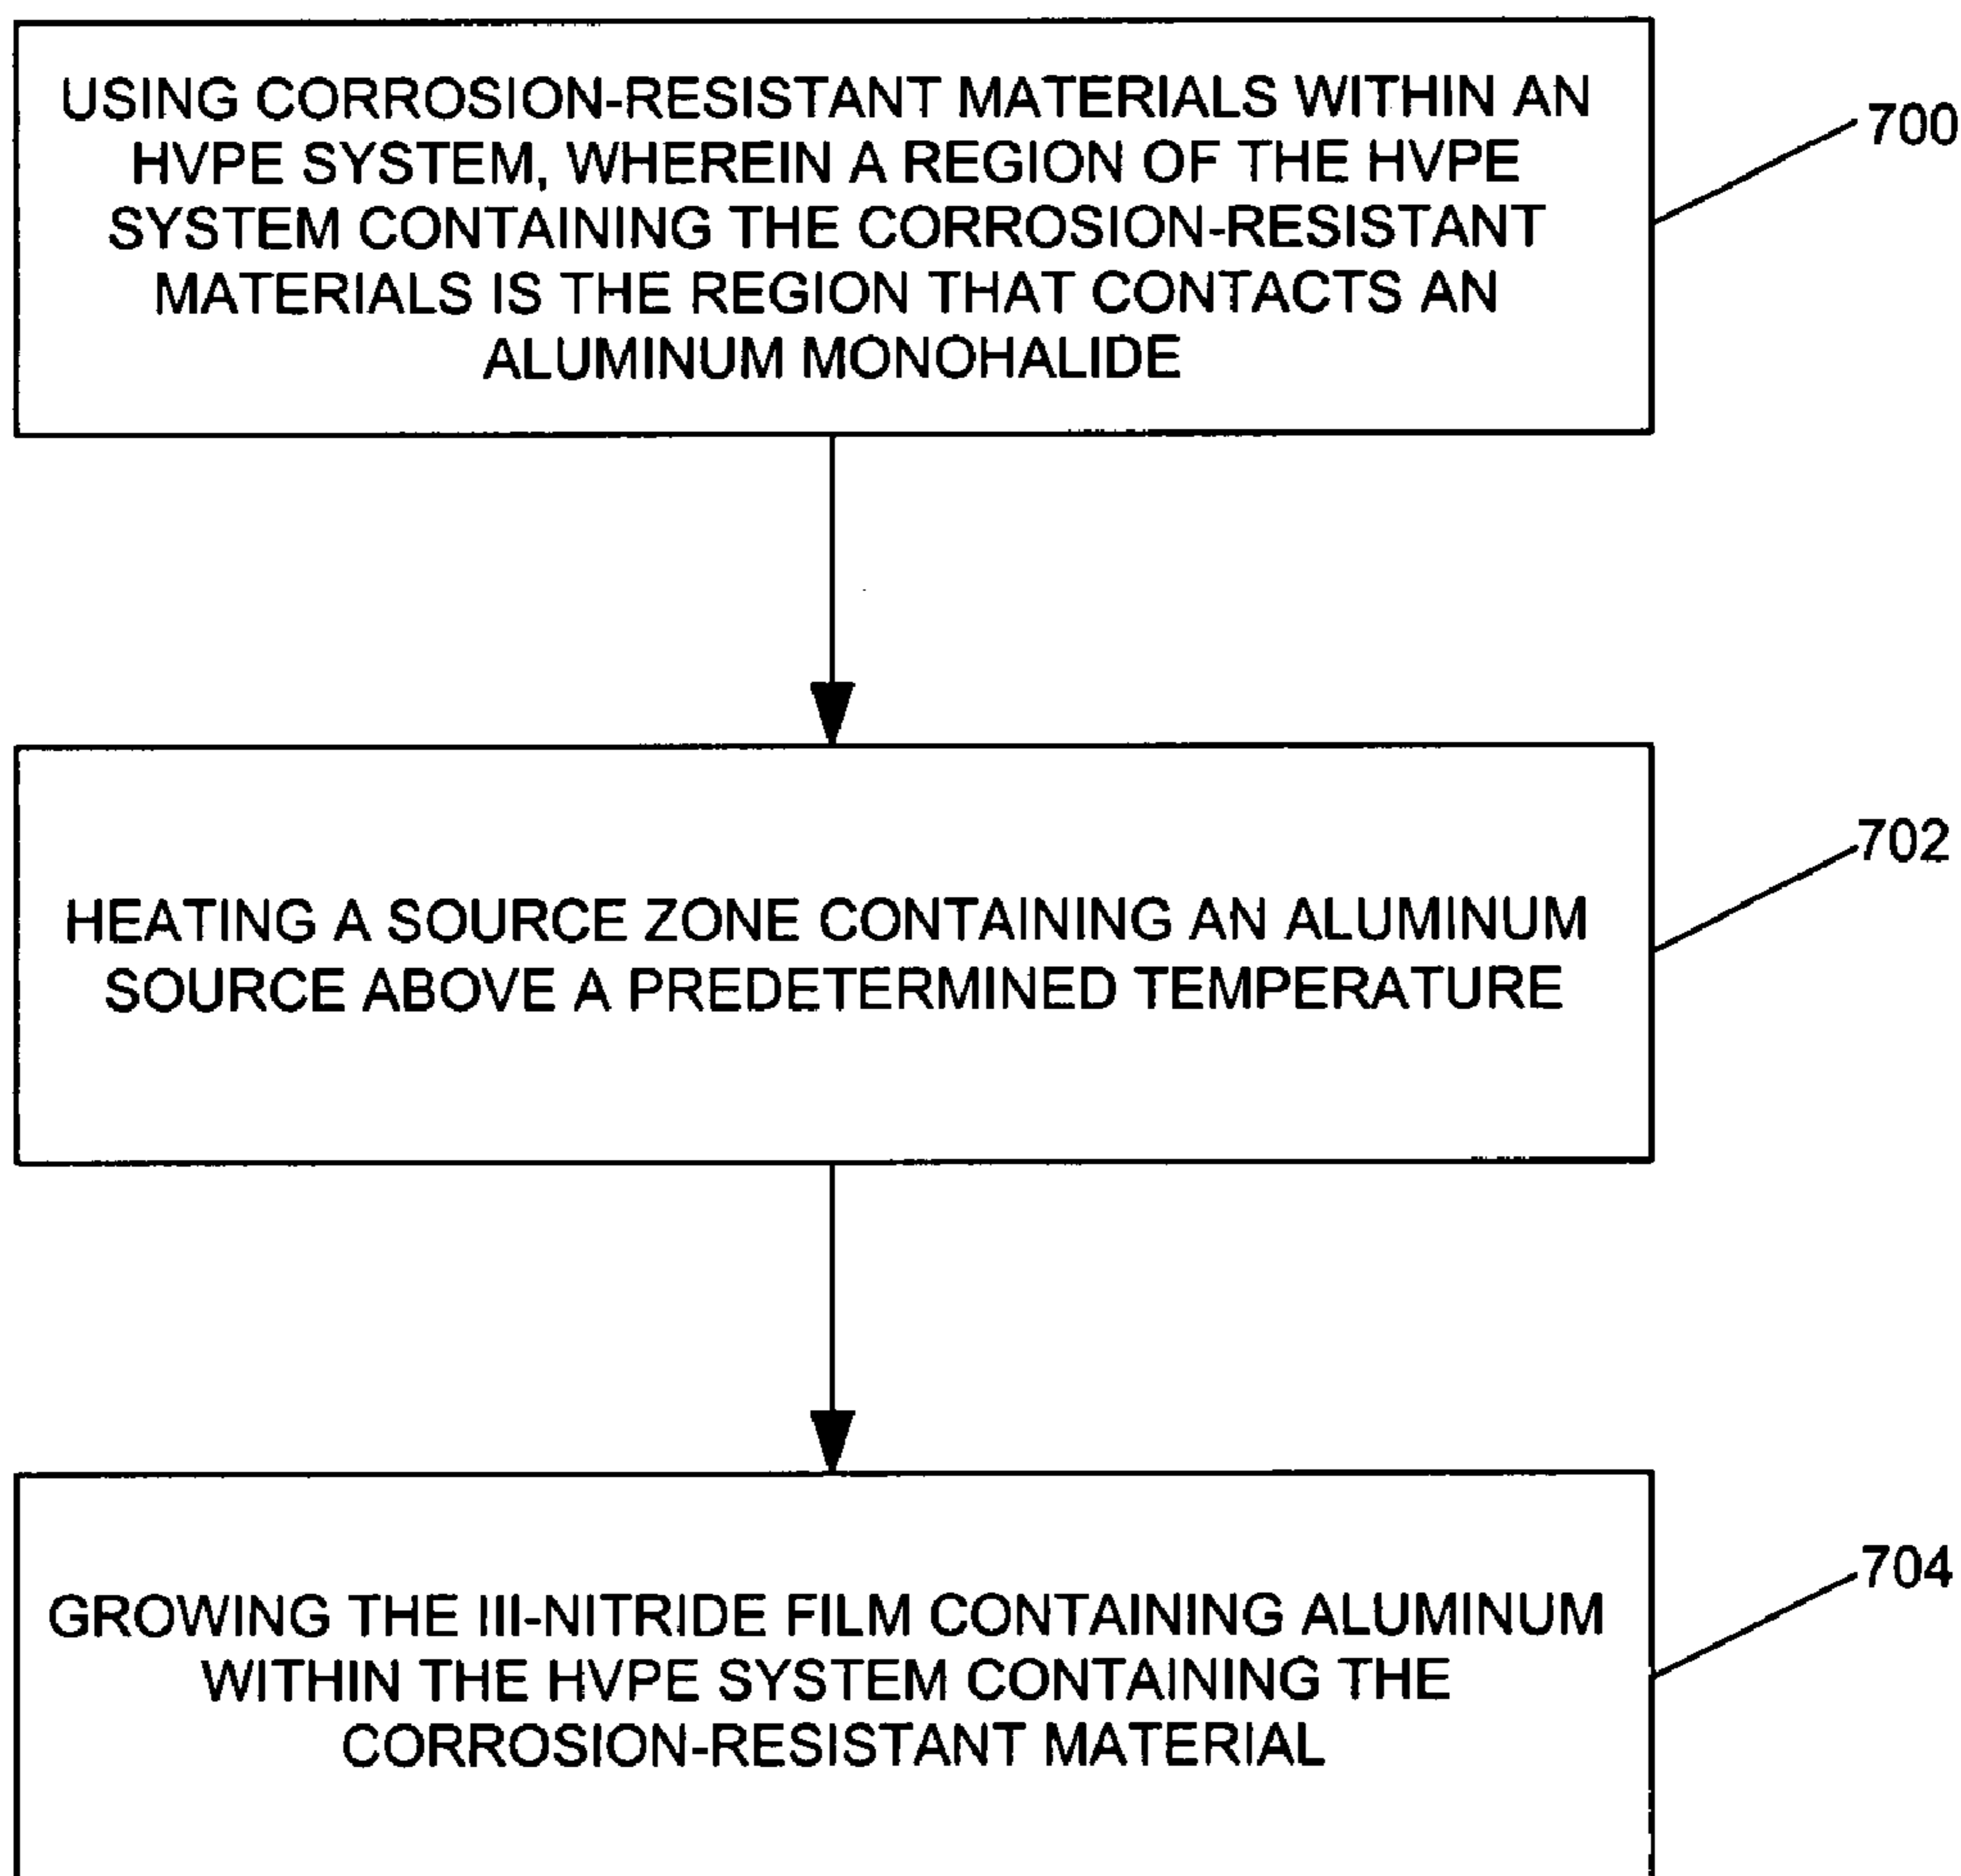 USING CORROSION-RESISTANT MATERIALS WITHIN AN
HVPE SYSTEM, WHEREIN A REGION OF THE HVPE
SYSTEM CONTAINING THE CORROSION-RESISTANT
MATERIALS IS THE REGION THAT CONTACTS AN
ALUMINUM MONOHALIDE
700
HEATING A SOURCE ZONE CONTAINING AN ALUMINUM
SOURCE ABOVE A PREDETERMINED TEMPERATURE
702
GROWING THE III-NITRIDE FILM CONTAINING ALUMINUM
WITHIN THE HVPE SYSTEM CONTAINING THE
CORROSION-RESISTANT MATERIAL
704